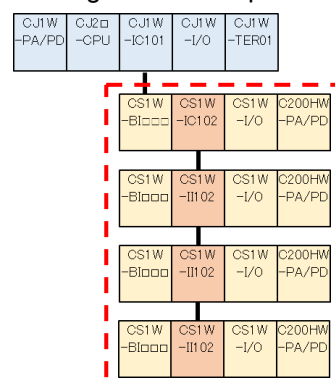 CJ1W CJ2□ CJ1W CJ1W CJ1W
-PA/PD -CPU -IC101 -I/O -TER01
CS1W CS1W CS1W C200HW
-BI□□□ -IC102 -I/O -PA/PD
CS1W CS1W CS1W C200HW
-BI□□□ -II102 -I/O -PA/PD
CS1W CS1W CS1W C200HW
-BI□□□ -II102 -I/O -PA/PD
CS1W CS1W CS1W C200HW
-BI□□□ -II102 -I/O -PA/PD